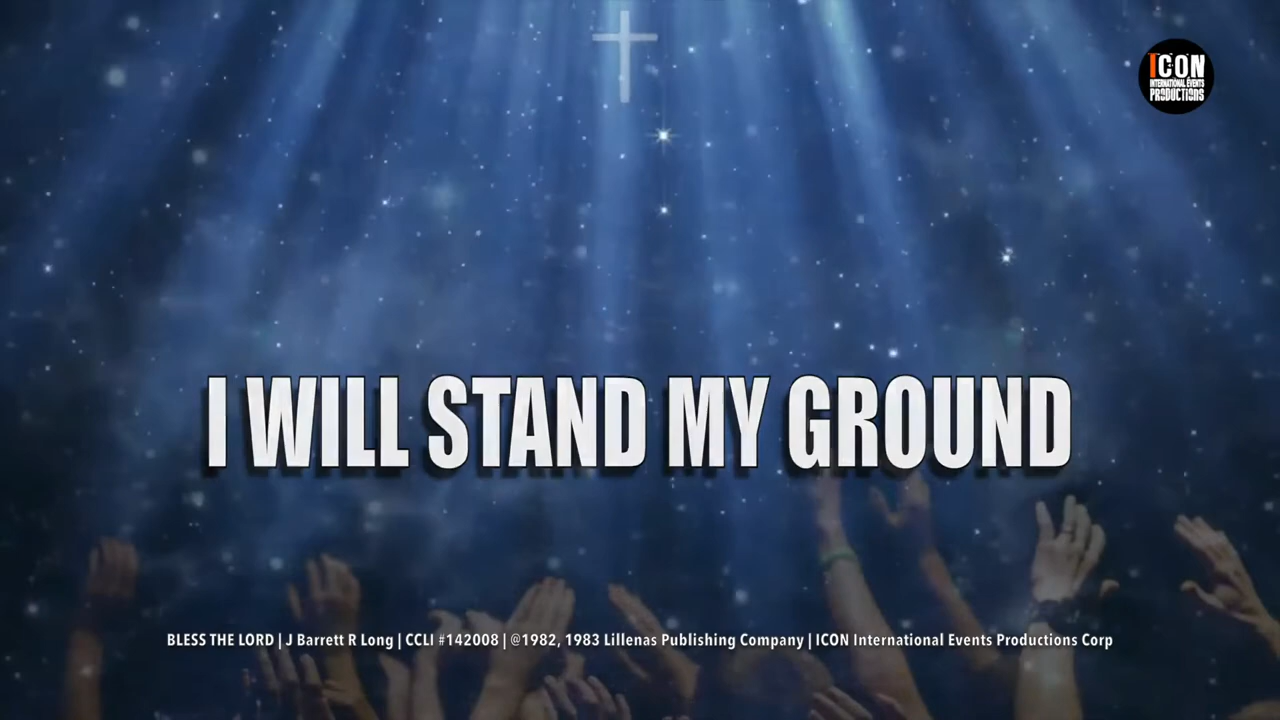 ICON
INTERNATIONAL EVENTS
PRODUCTIONS
I WILL STAND MY GROUND
BLESS THE LORD | J Barrett R Long | CCLI #142008 | @1982, 1983 Lillenas Publishing Company | ICON International Events Productions Corp